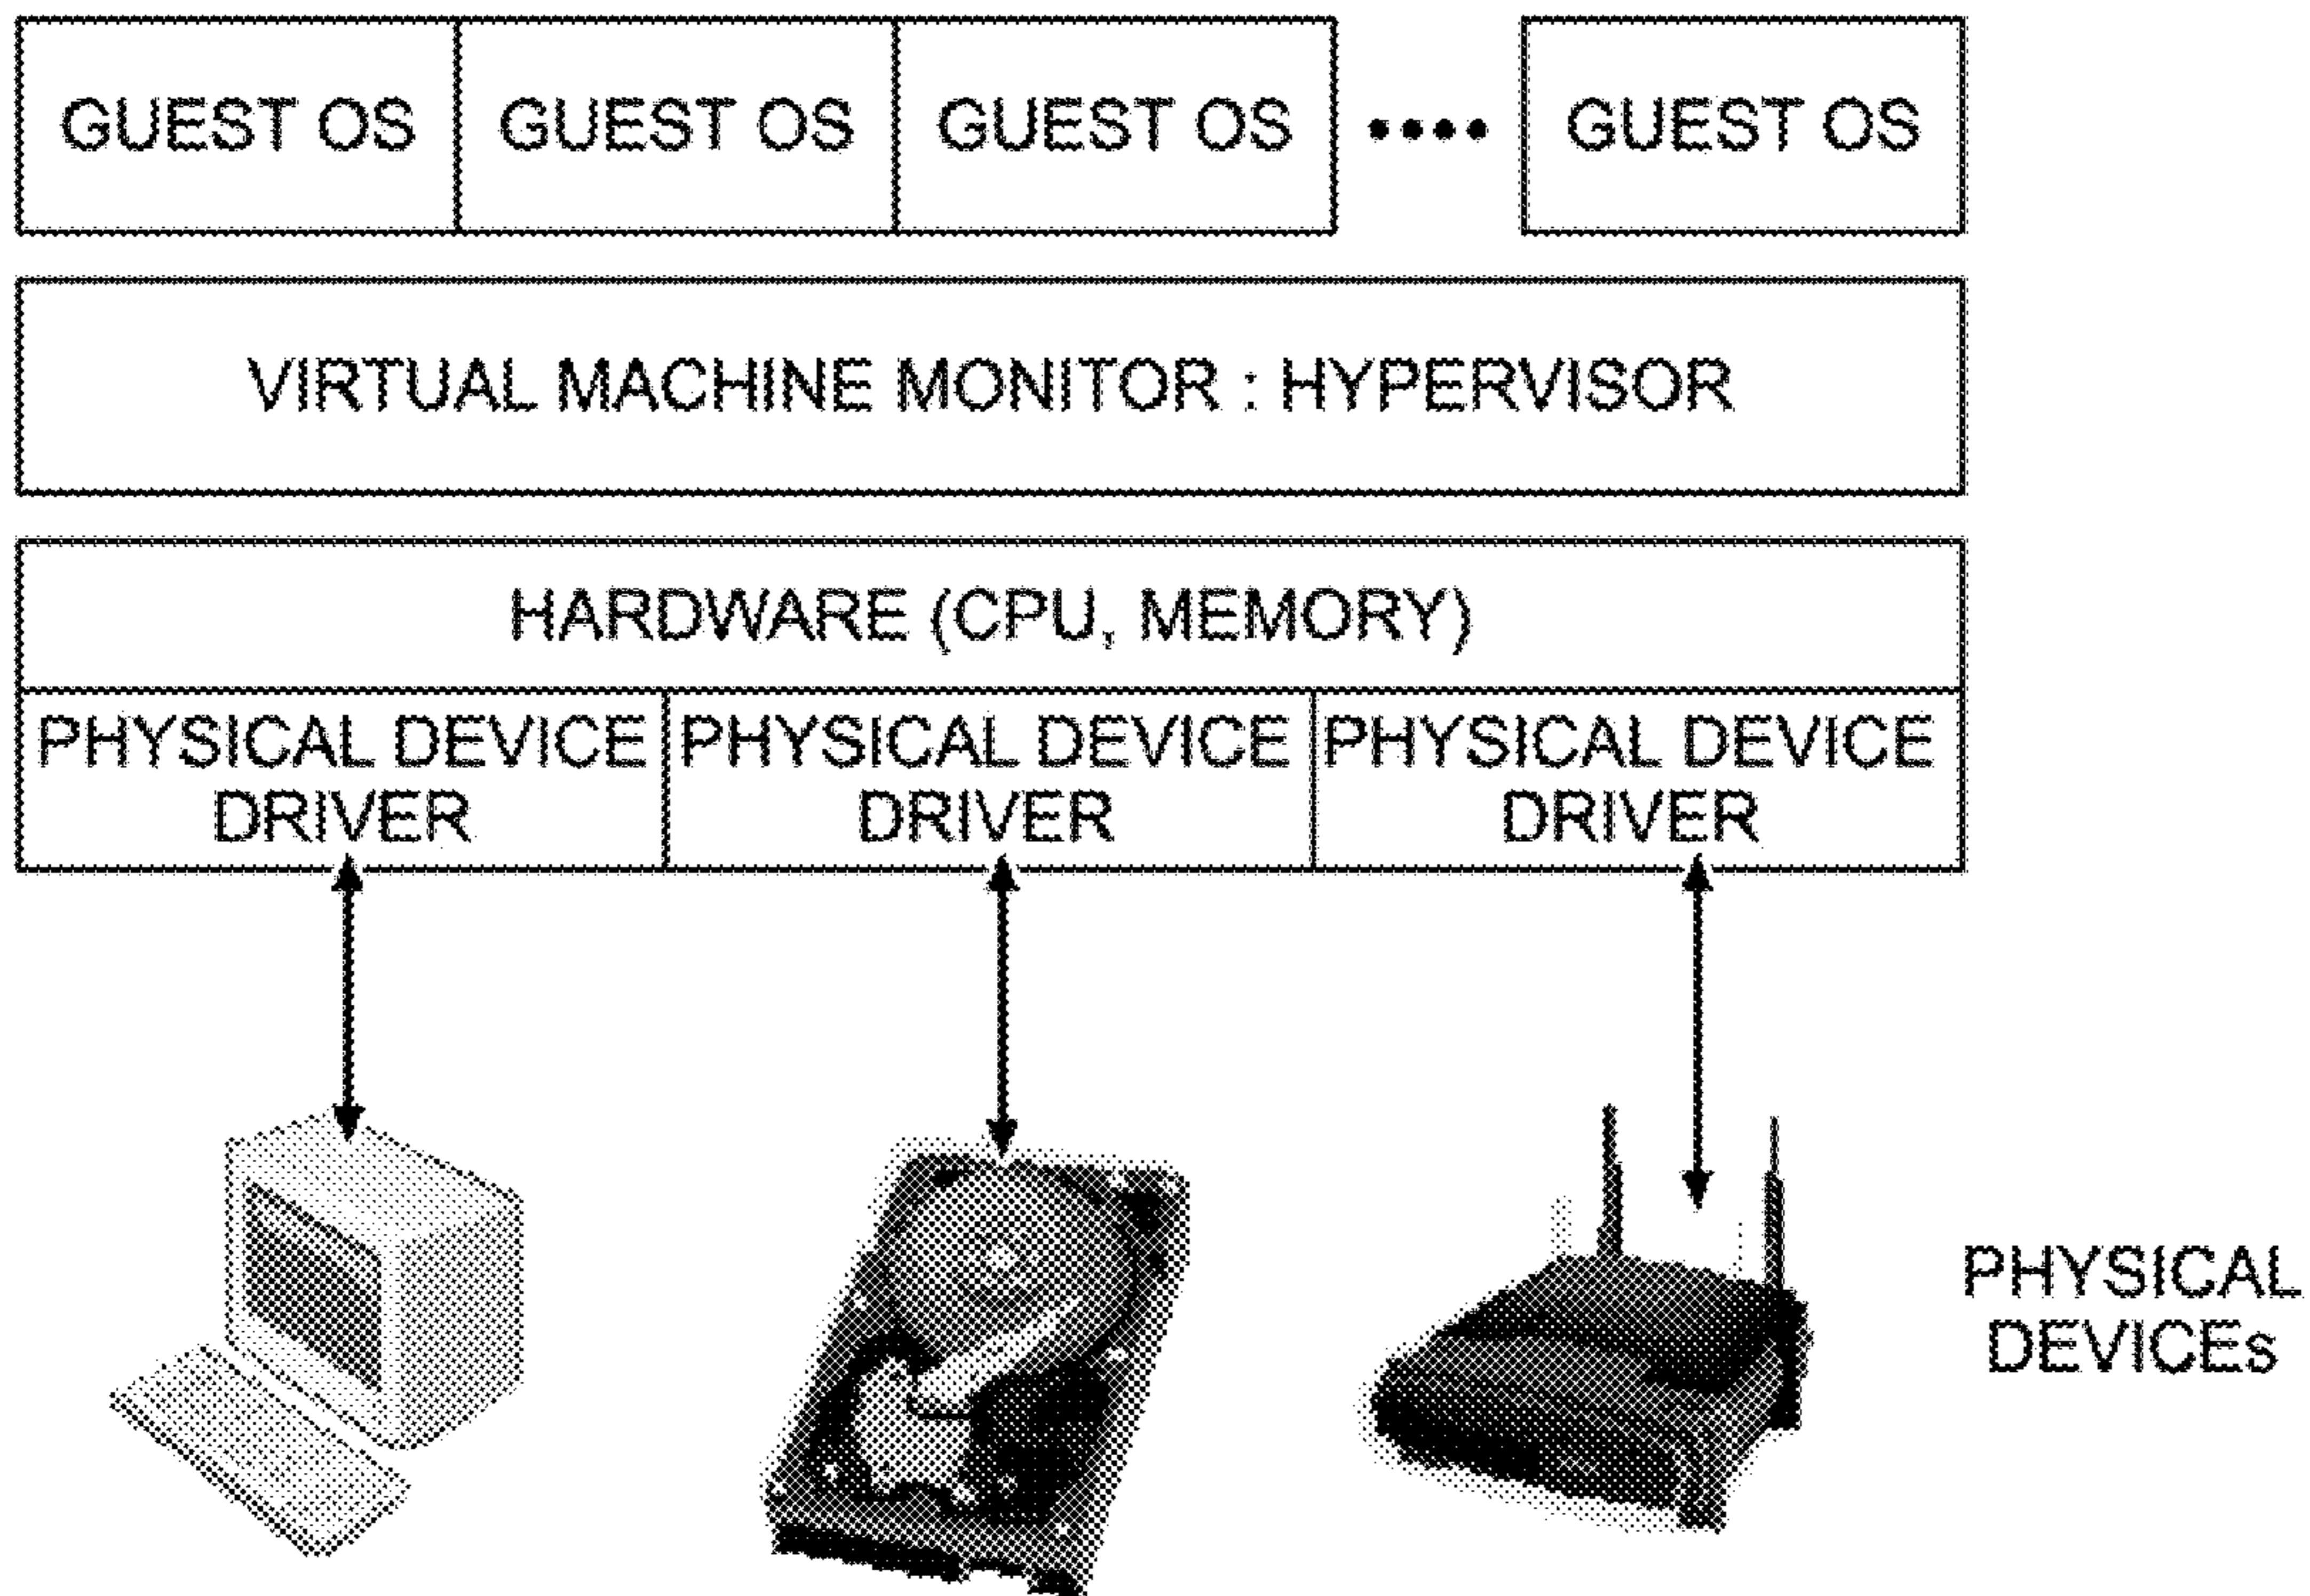 GUEST OS GUEST OS GUEST OS •••• GUEST OS
VIRTUAL MACHINE MONITOR : HYPERVISOR
HARDWARE (CPU, MEMORY)
PHYSICAL DEVICE PHYSICAL DEVICE PHYSICAL DEVICE
DRIVER DRIVER DRIVER
PHYSICAL
DEVICEs